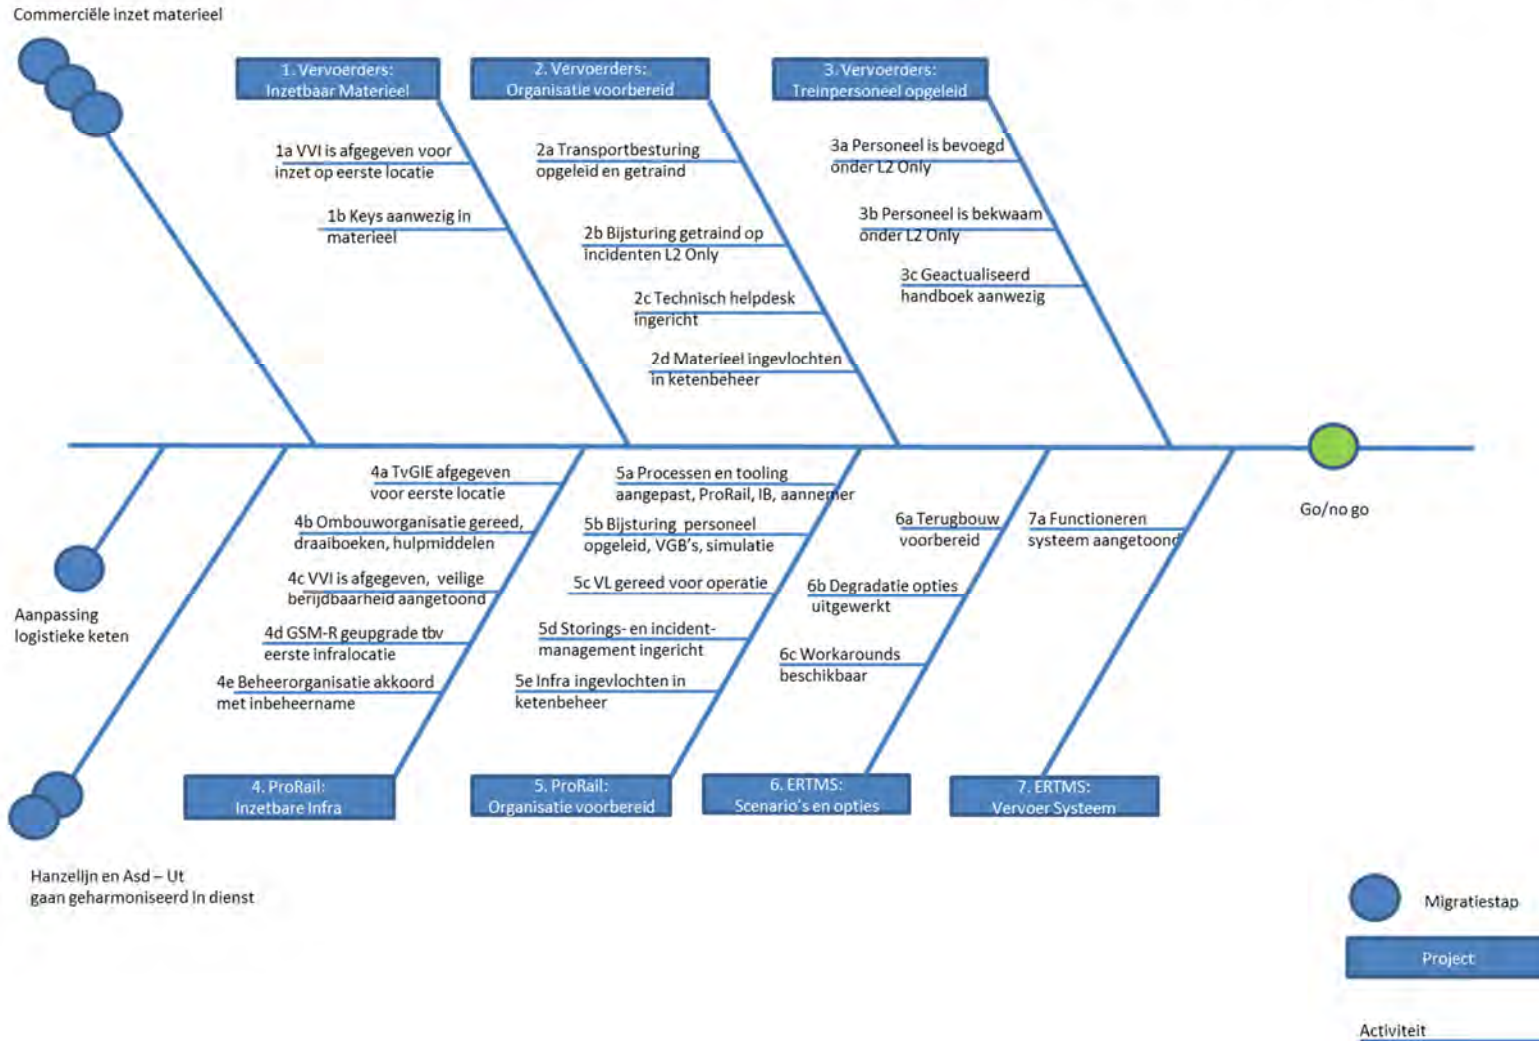 Commerciële inzet materieel
1. Vervoerders:
Inzetbaar Materieel
2. Vervoerders:
Organisatie voorbereid
3. Vervoerders:
Treinpersoneel opgeleid
1a VVI is afgegeven voor
inzet op eerste locatie
1b Keys aanwezig in
materieel
2a Transportbesturing
opgeleid en getraind
2b Bijsturing getraind op
incidenten L2 Only
2c Technisch helpdesk
ingericht
2d Materieel ingevlochten
in ketenbeheer
3a Personeel is bevoegd
onder L2 Only
3b Personeel is bekwaam
onder L2 Only
3c Geactualiseerd
handboek aanwezig
Go/no go
Aanpassing
logistieke keten
4a TvGIE afgegeven
voor eerste locatie
4b Ombouworganisatie gereed,
draaiboeken, hulpmiddelen
4c VVI is afgegeven, veilige
berijdbaarheid aangetoond
4d GSM-R geupgrade tbv
eerste infralocatie
4e Beheerorganisatie akkoord
met inbeheername
5a Processen en tooling
aangepast, ProRail, IB, aannemer
5b Bijsturing personeel
opgeleid, VGB's, simulatie
5c VL gereed voor operatie
5d Storings- en incident-
management ingericht
5e Infra ingevlochten in
ketenbeheer
6a Terugbouw
voorbereid
6b Degradatie opties
uitgewerkt
6c Workarounds
beschikbaar
7a Functioneren
systeem aangetoond
4. ProRail:
Inzetbare Infra
5. ProRail:
Organisatie voorbereid
6. ERTMS:
Scenario's en opties
7. ERTMS:
Vervoer Systeem
Hanzelijn en Asd – Ut
gaan geharmoniseerd in dienst
Migratiestap
Project
Activiteit